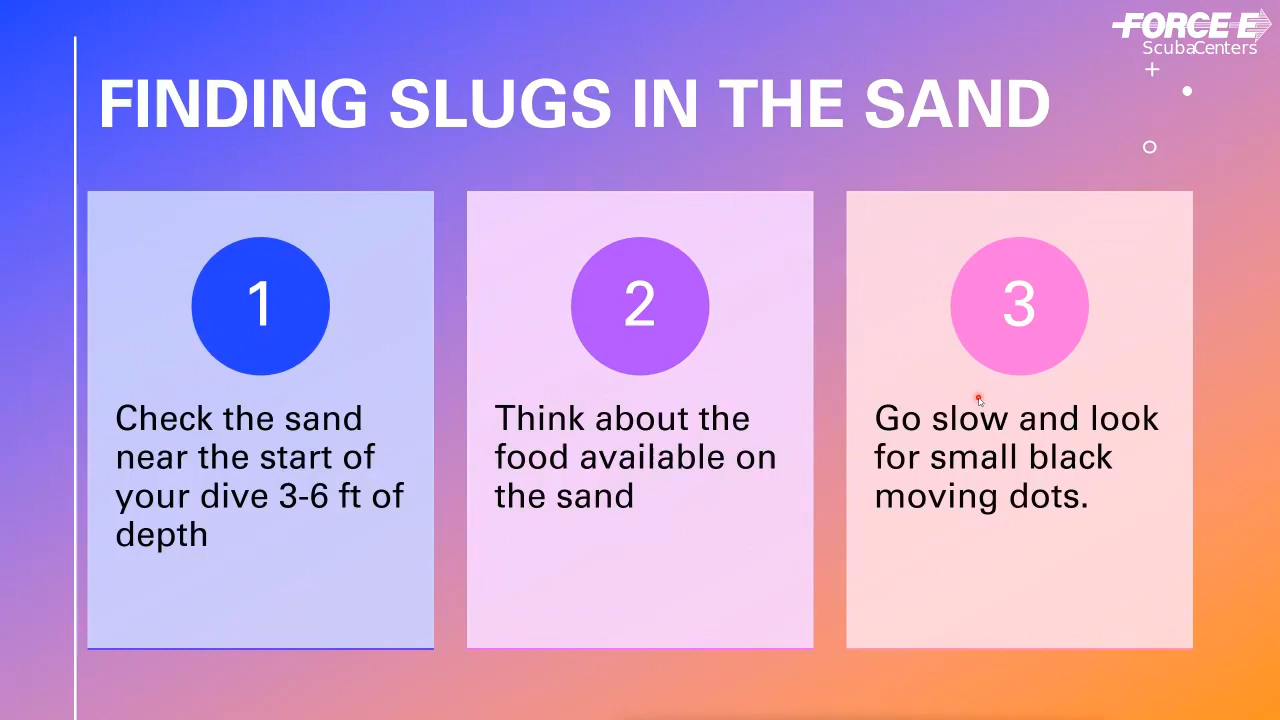 FORCE E
ScubaCenters
FINDING SLUGS IN THE SAND
1
Check the sand
near the start of
your dive 3-6 ft of
depth
2
Think about the
food available on
the sand
3
Go slow and look
for small black
moving dots.